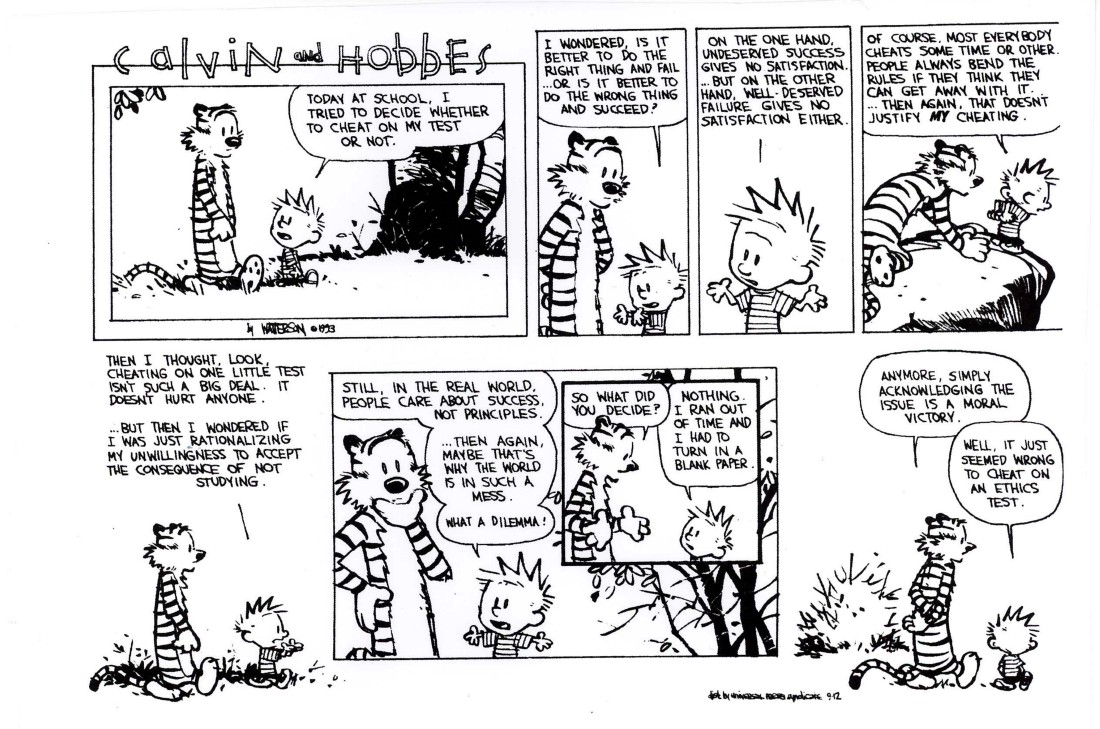 Calvin and Hobbes
TODAY AT SCHOOL, I
TRIED TO DECIDE WHETHER
TO CHEAT ON MY TEST
OR NOT.
by WATTERSON ©1993
I WONDERED, IS IT
BETTER TO DO THE
RIGHT THING AND FAIL
...OR IS IT BETTER TO
DO THE WRONG THING
AND SUCCEED?
ON THE ONE HAND,
UNDESERVED SUCCESS
GIVES NO SATISFACTION.
...BUT ON THE OTHER
HAND, WELL-DESERVED
FAILURE GIVES NO
SATISFACTION EITHER.
OF COURSE, MOST EVERYBODY
CHEATS SOME TIME OR OTHER.
PEOPLE ALWAYS BEND THE
RULES IF THEY THINK THEY
CAN GET AWAY WITH IT.
...THEN AGAIN, THAT DOESN'T
JUSTIFY MY CHEATING.
THEN I THOUGHT, LOOK,
CHEATING ON ONE LITTLE TEST
ISN'T SUCH A BIG DEAL. IT
DOESN'T HURT ANYONE.
...BUT THEN I WONDERED IF
I WAS JUST RATIONALIZING
MY UNWILLINGNESS TO ACCEPT
THE CONSEQUENCE OF NOT
STUDYING.
STILL, IN THE REAL WORLD,
PEOPLE CARE ABOUT SUCCESS,
NOT PRINCIPLES.
...THEN AGAIN,
MAYBE THAT'S
WHY THE WORLD
IS IN SUCH A
MESS.
WHAT A DILEMMA!
SO WHAT DID
YOU DECIDE?
NOTHING.
I RAN OUT
OF TIME AND
I HAD TO
TURN IN A
BLANK PAPER.
ANYMORE, SIMPLY
ACKNOWLEDGING THE
ISSUE IS A MORAL
VICTORY.
WELL, IT JUST
SEEMED WRONG
TO CHEAT ON
AN ETHICS
TEST.
dist. by Universal Press Syndicate 9-12